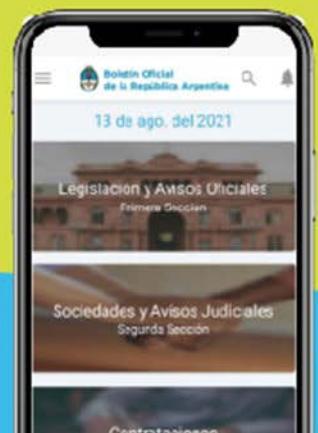 Boletín Oficial
de la República Argentina
13 de ago. del 2021
Legislación y Avisos Oficiales
Primera Sección
Sociedades y Avisos Judiciales
Segunda Sección
Contrataciones